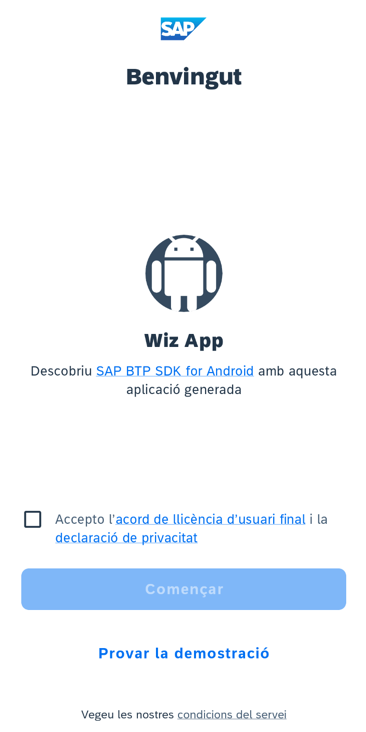 SAP
Benvingut
Wiz App
Descobriu SAP BTP SDK for Android amb aquesta
aplicació generada
Accepto l'acord de llicència d'usuari final i la
declaració de privacitat
Començar
Provar la demostració
Vegeu les nostres condicions del servei